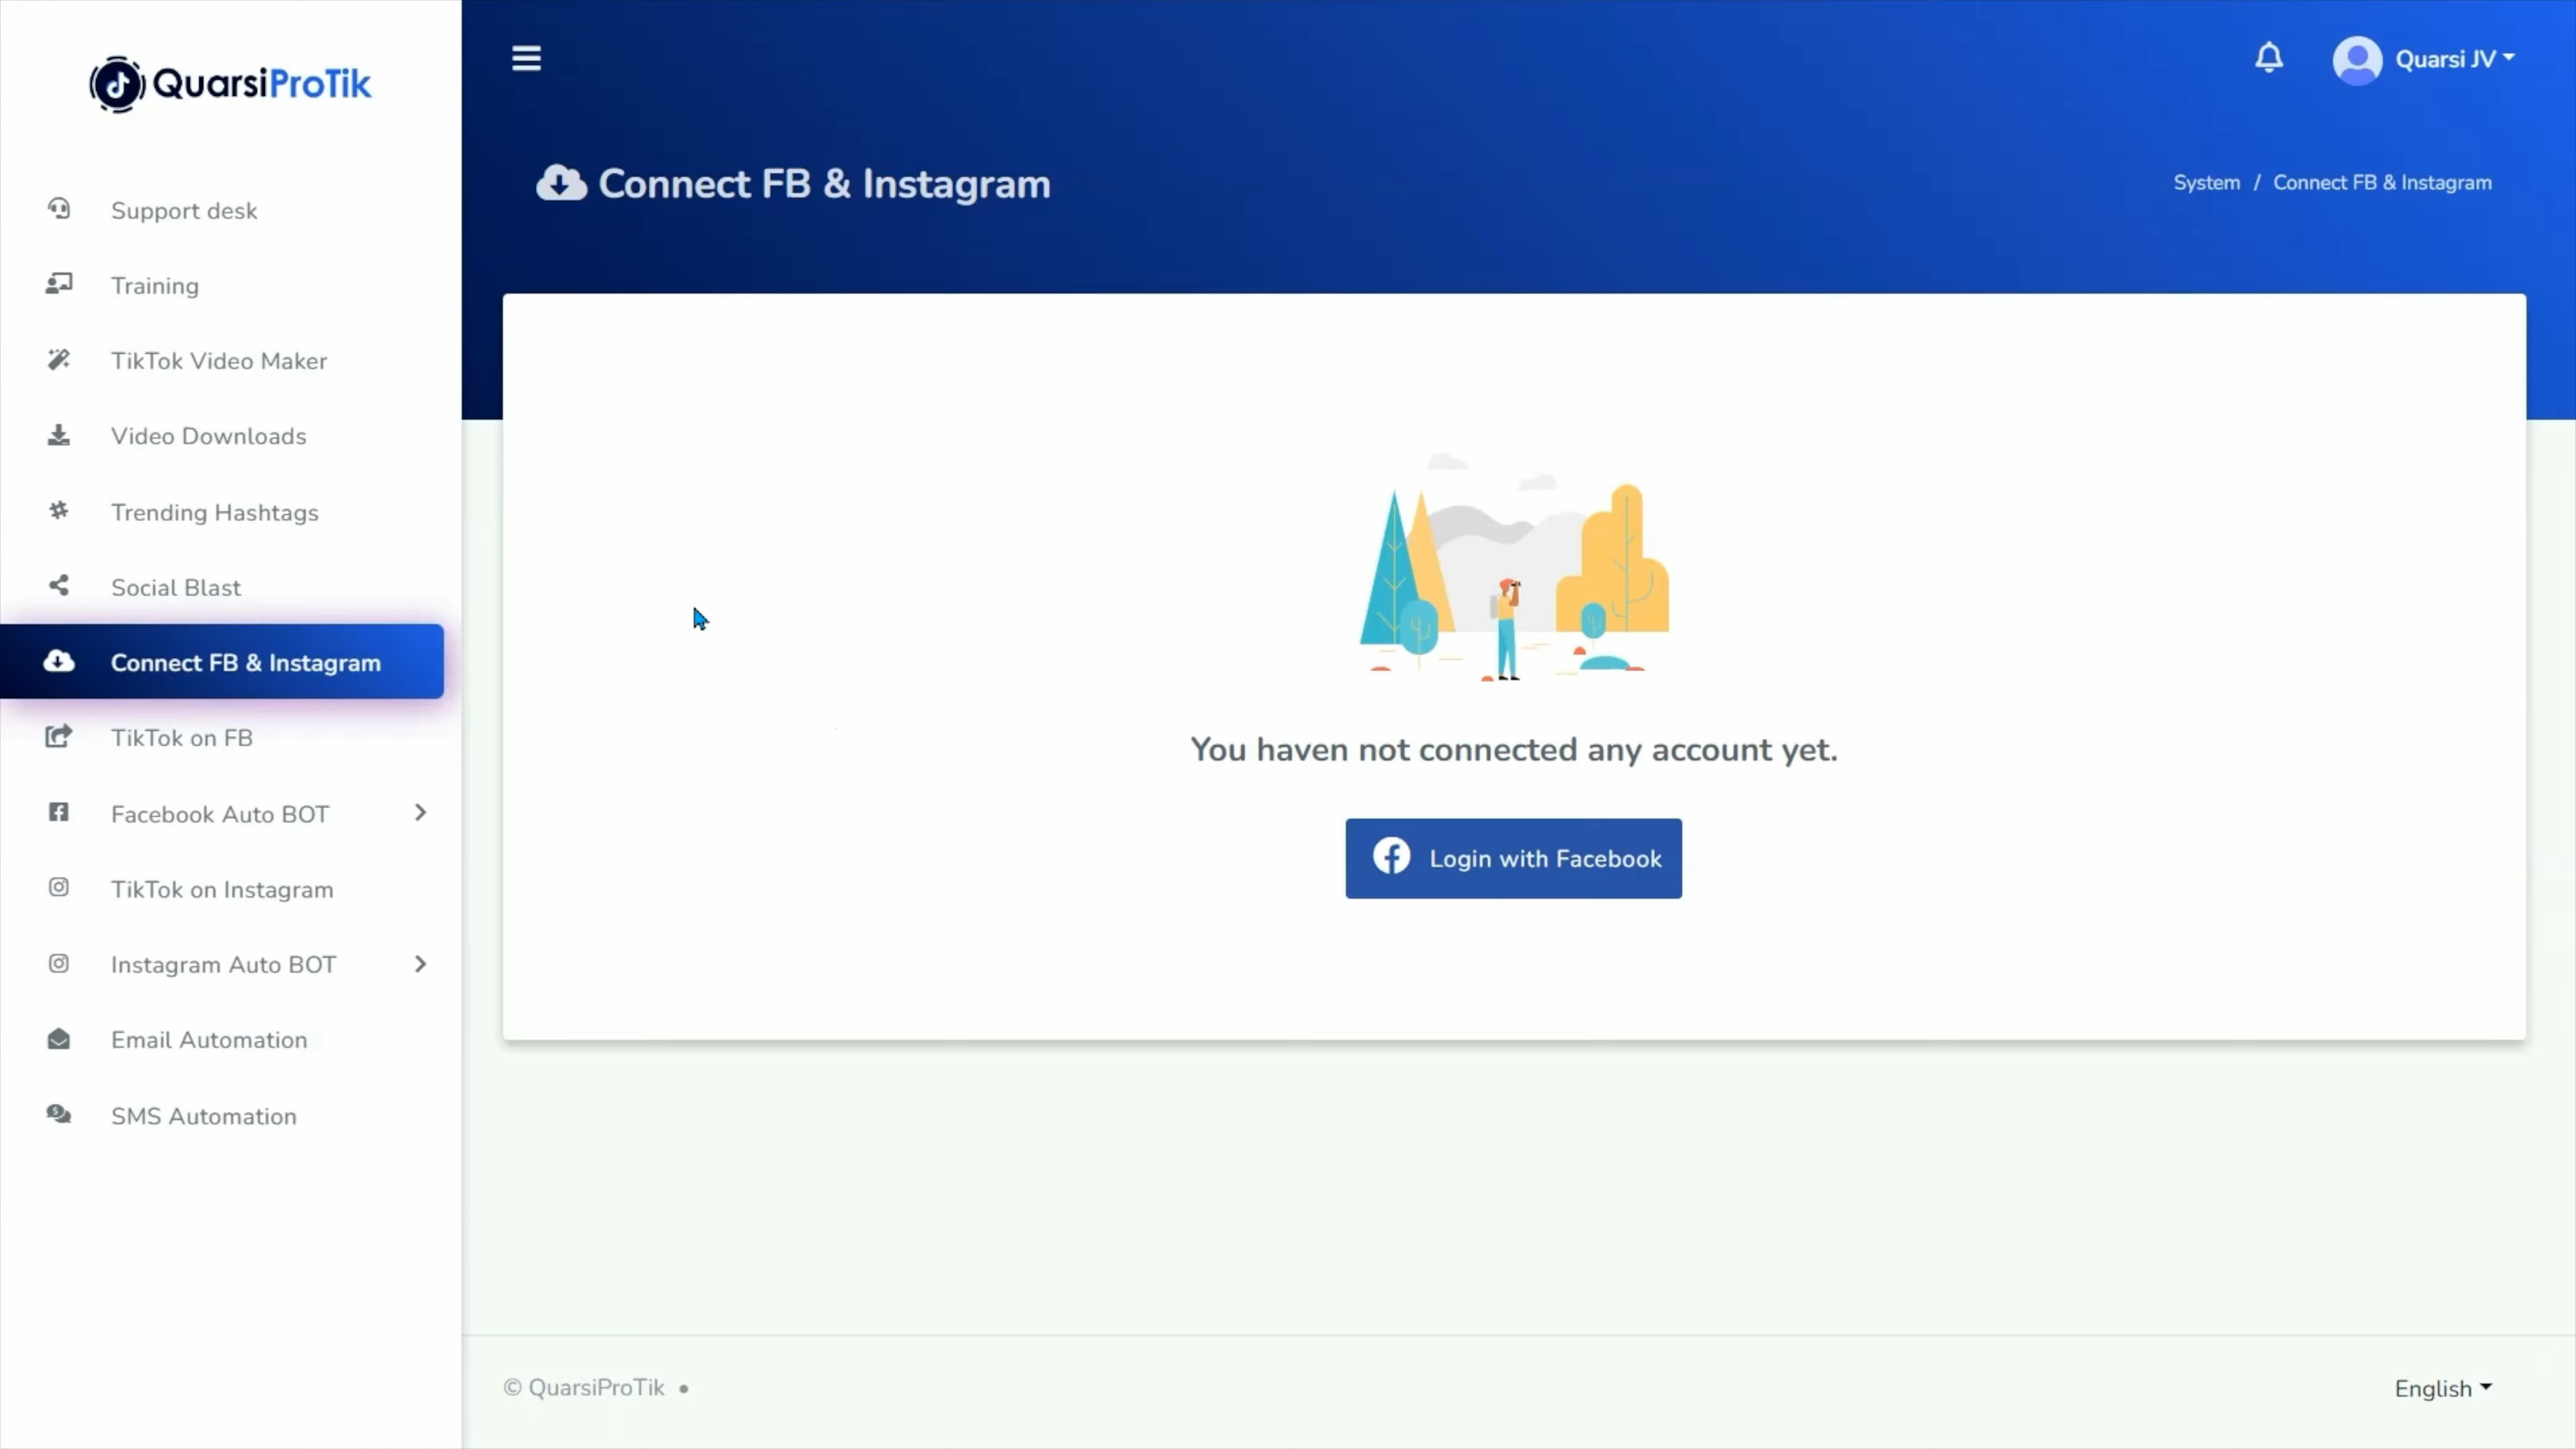 QuarsiProTik
Quarsi JV
Connect FB & Instagram
System / Connect FB & Instagram
Support desk
Training
TikTok Video Maker
Video Downloads
Trending Hashtags
Social Blast
Connect FB & Instagram
TikTok on FB
Facebook Auto BOT
TikTok on Instagram
Instagram Auto BOT
Email Automation
SMS Automation
You haven not connected any account yet.
Login with Facebook
© QuarsiProTik •
English